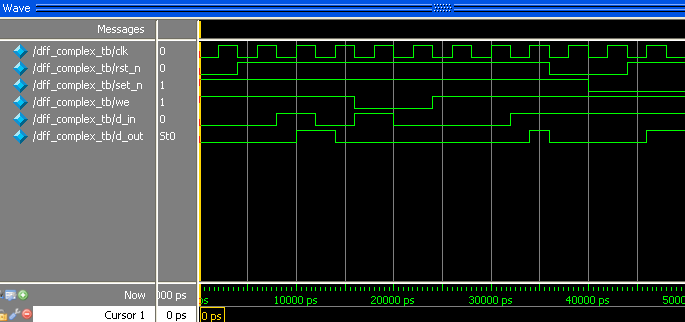 Wave
Messages
/dff_complex_tb/clk 0
/dff_complex_tb/rst_n 0
/dff_complex_tb/set_n 1
/dff_complex_tb/we 1
/dff_complex_tb/d_in 0
/dff_complex_tb/d_out St0
Now 000 ps ps 10000 ps 20000 ps 30000 ps 40000 ps 5000
Cursor 1 0 ps 0 ps